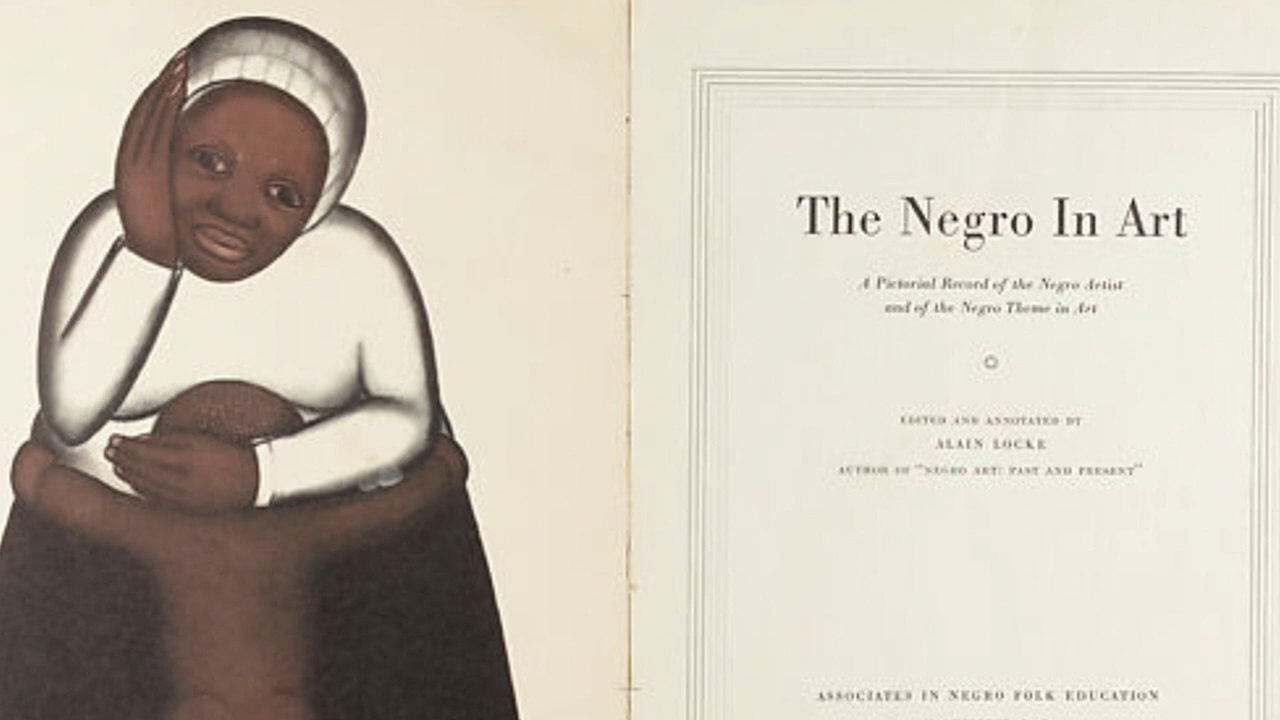 The Negro In Art
A Pictorial Record of the Negro Artist
and of the Negro Theme in Art
EDITED AND ANNOTATED BY
ALAIN LOCKE
AUTHOR OF "NEGRO ART: PAST AND PRESENT"
ASSOCIATES IN NEGRO FOLK EDUCATION